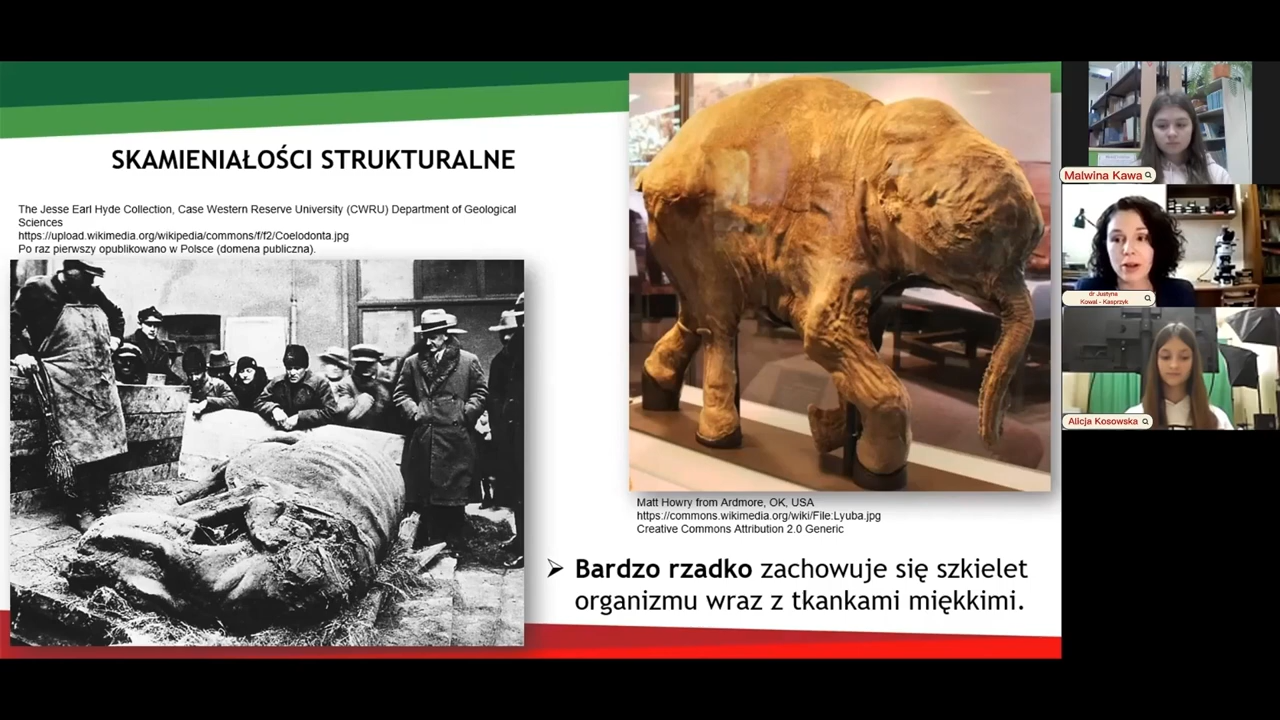 SKAMIENIAŁOŚCI STRUKTURALNE
The Jesse Earl Hyde Collection, Case Western Reserve University (CWRU) Department of Geological
Sciences
https://upload.wikimedia.org/wikipedia/commons/f/f2/Coelodonta.jpg
Po raz pierwszy opublikowano w Polsce (domena publiczna).
Matt Howry from Ardmore, OK, USA
https://commons.wikimedia.org/wiki/File:Lyuba.jpg
Creative Commons Attribution 2.0 Generic
➢ Bardzo rzadko zachowuje się szkielet
organizmu wraz z tkankami miękkimi.
Malwina Kawa
dr Justyna
Kowal - Kasprzyk
Alicja Kosowska